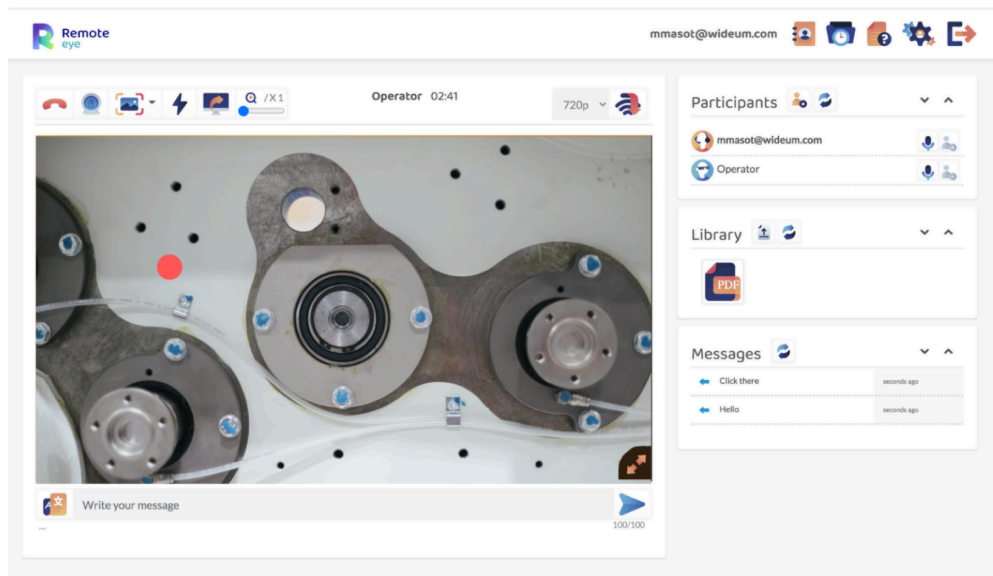 Remote
eye
mmasot@wideum.com
/X1
Operator 02:41
720p
Participants
mmasot@wideum.com
Operator
Library
PDF
Messages
Click there seconds ago
Hello seconds ago
Write your message
100/100